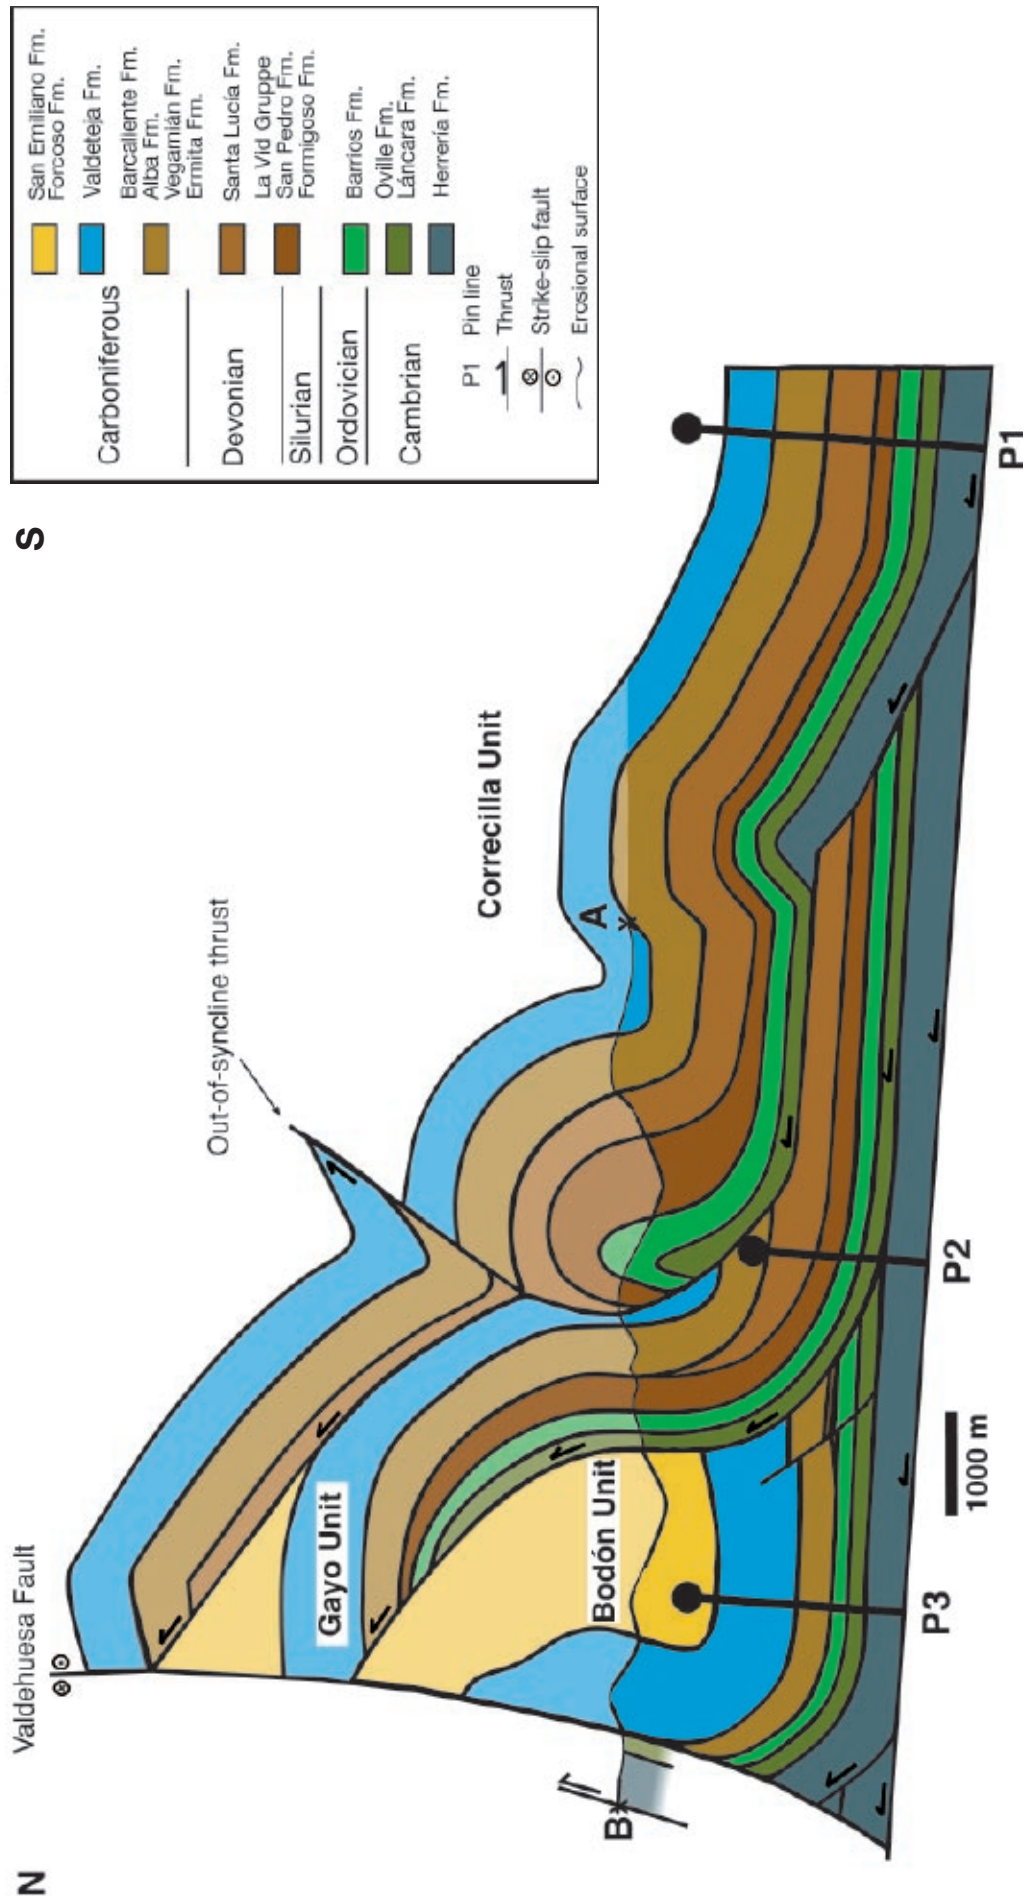 N
S
Valdehuesa Fault
Out-of-syncline thrust
Correcilla Unit
Gayo Unit
Bodón Unit
A
B
P3
P2
P1
1000 m
Carboniferous
Devonian
Silurian
Ordovician
Cambrian
San Emiliano Fm.
Forcoso Fm.
Valdeteja Fm.
Barcaliente Fm.
Alba Fm.
Vegamián Fm.
Ermita Fm.
Santa Lucía Fm.
La Vid Gruppe
San Pedro Fm.
Formigoso Fm.
Barrios Fm.
Oville Fm.
Láncara Fm.
Herrería Fm.
P1 Pin line
Thrust
Strike-slip fault
Erosional surface